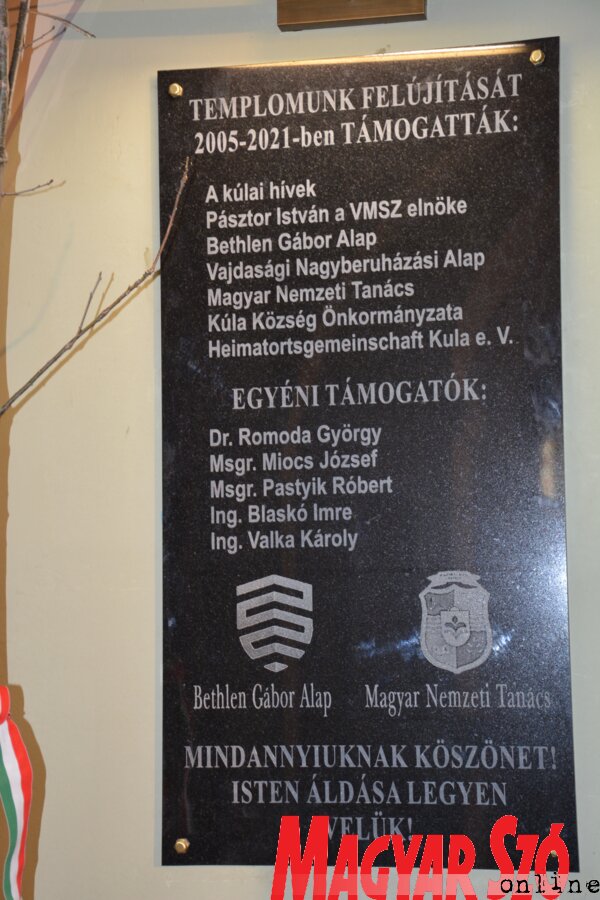 TEMPLOMUNK FELÚJÍTÁSÁT
2005-2021-ben TÁMOGATTÁK:
A kúlai hívek
Pásztor István a VMSZ elnöke
Bethlen Gábor Alap
Vajdasági Nagyberuházási Alap
Magyar Nemzeti Tanács
Kúla Község Önkormányzata
Heimatortsgemeinschaft Kula e. V.
EGYÉNI TÁMOGATÓK:
Dr. Romoda György
Msgr. Miocs József
Msgr. Pastyik Róbert
Ing. Blaskó Imre
Ing. Valka Károly
Bethlen Gábor Alap
Magyar Nemzeti Tanács
MINDANNYIUKNAK KÖSZÖNET!
ISTEN ÁLDÁSA LEGYEN
VELÜK!
MAGYAR SZÓ
online